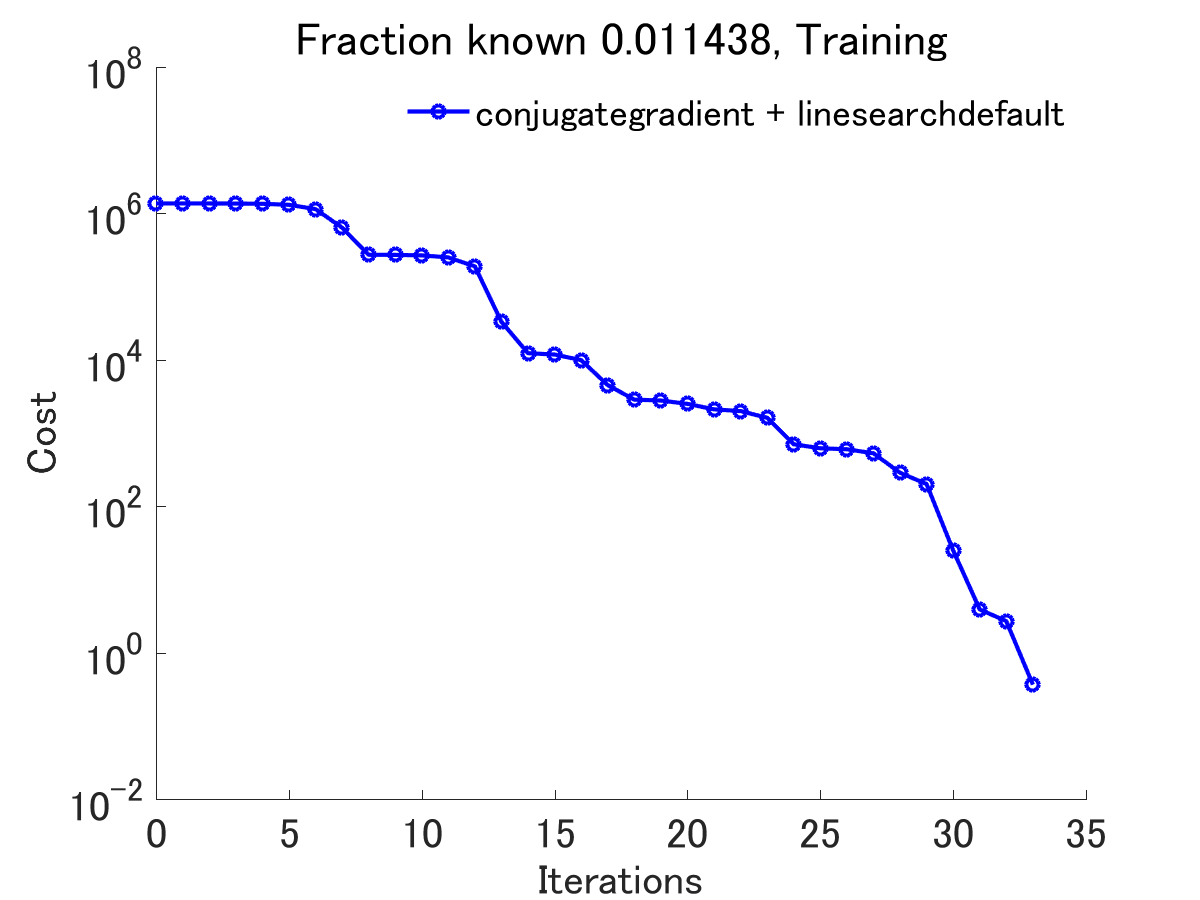 Fraction known 0.011438, Training
conjugategradient + linesearchdefault
10^8
10^6
10^4
10^2
10^0
10^-2
Cost
0 5 10 15 20 25 30 35
Iterations